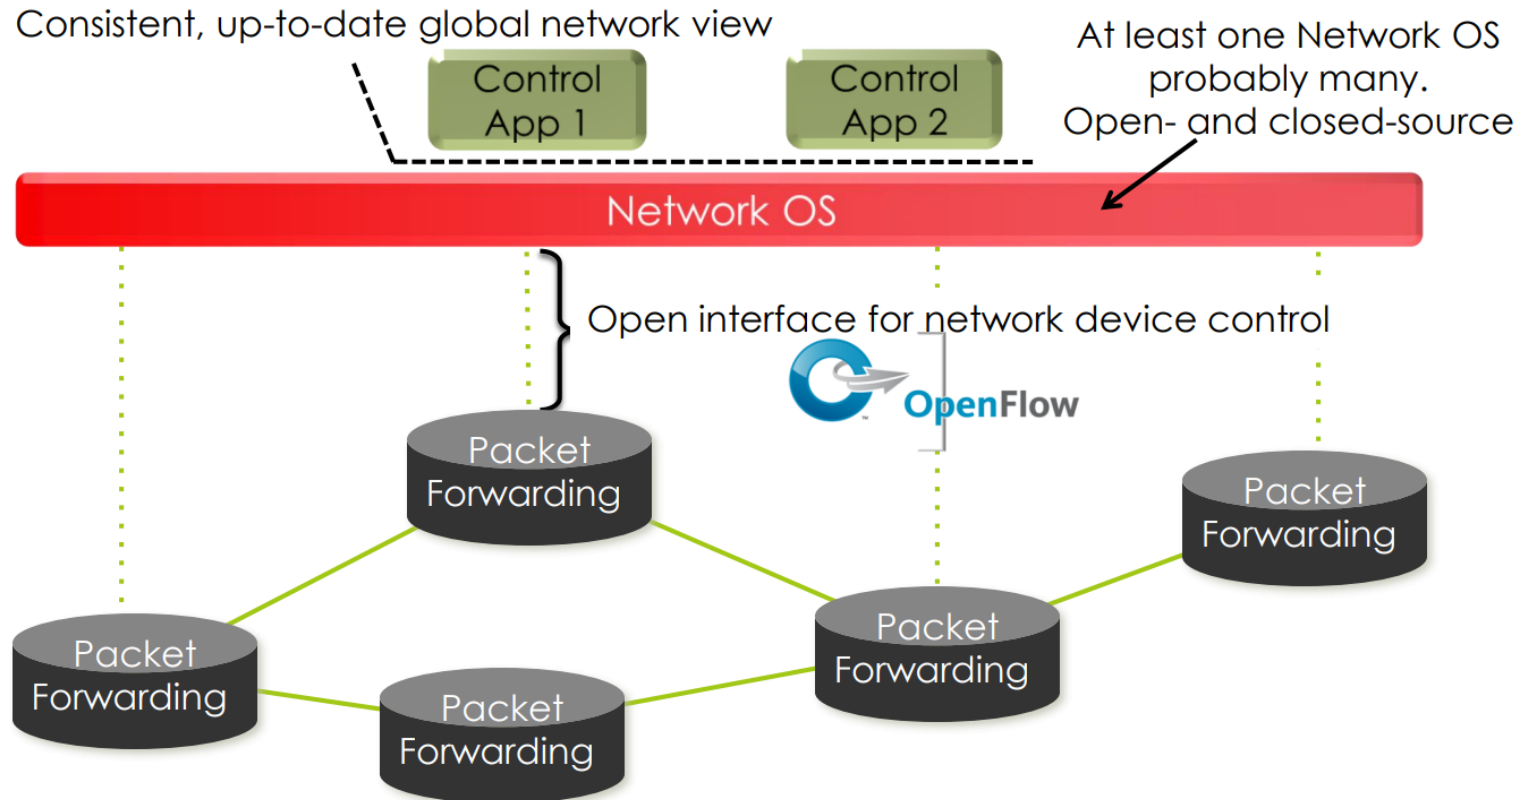 Consistent, up-to-date global network view
At least one Network OS
probably many.
Open- and closed-source
Control
App 1
Control
App 2
Network OS
Open interface for network device control
OpenFlow
™
Packet
Forwarding
Packet
Forwarding
Packet
Forwarding
Packet
Forwarding
Packet
Forwarding